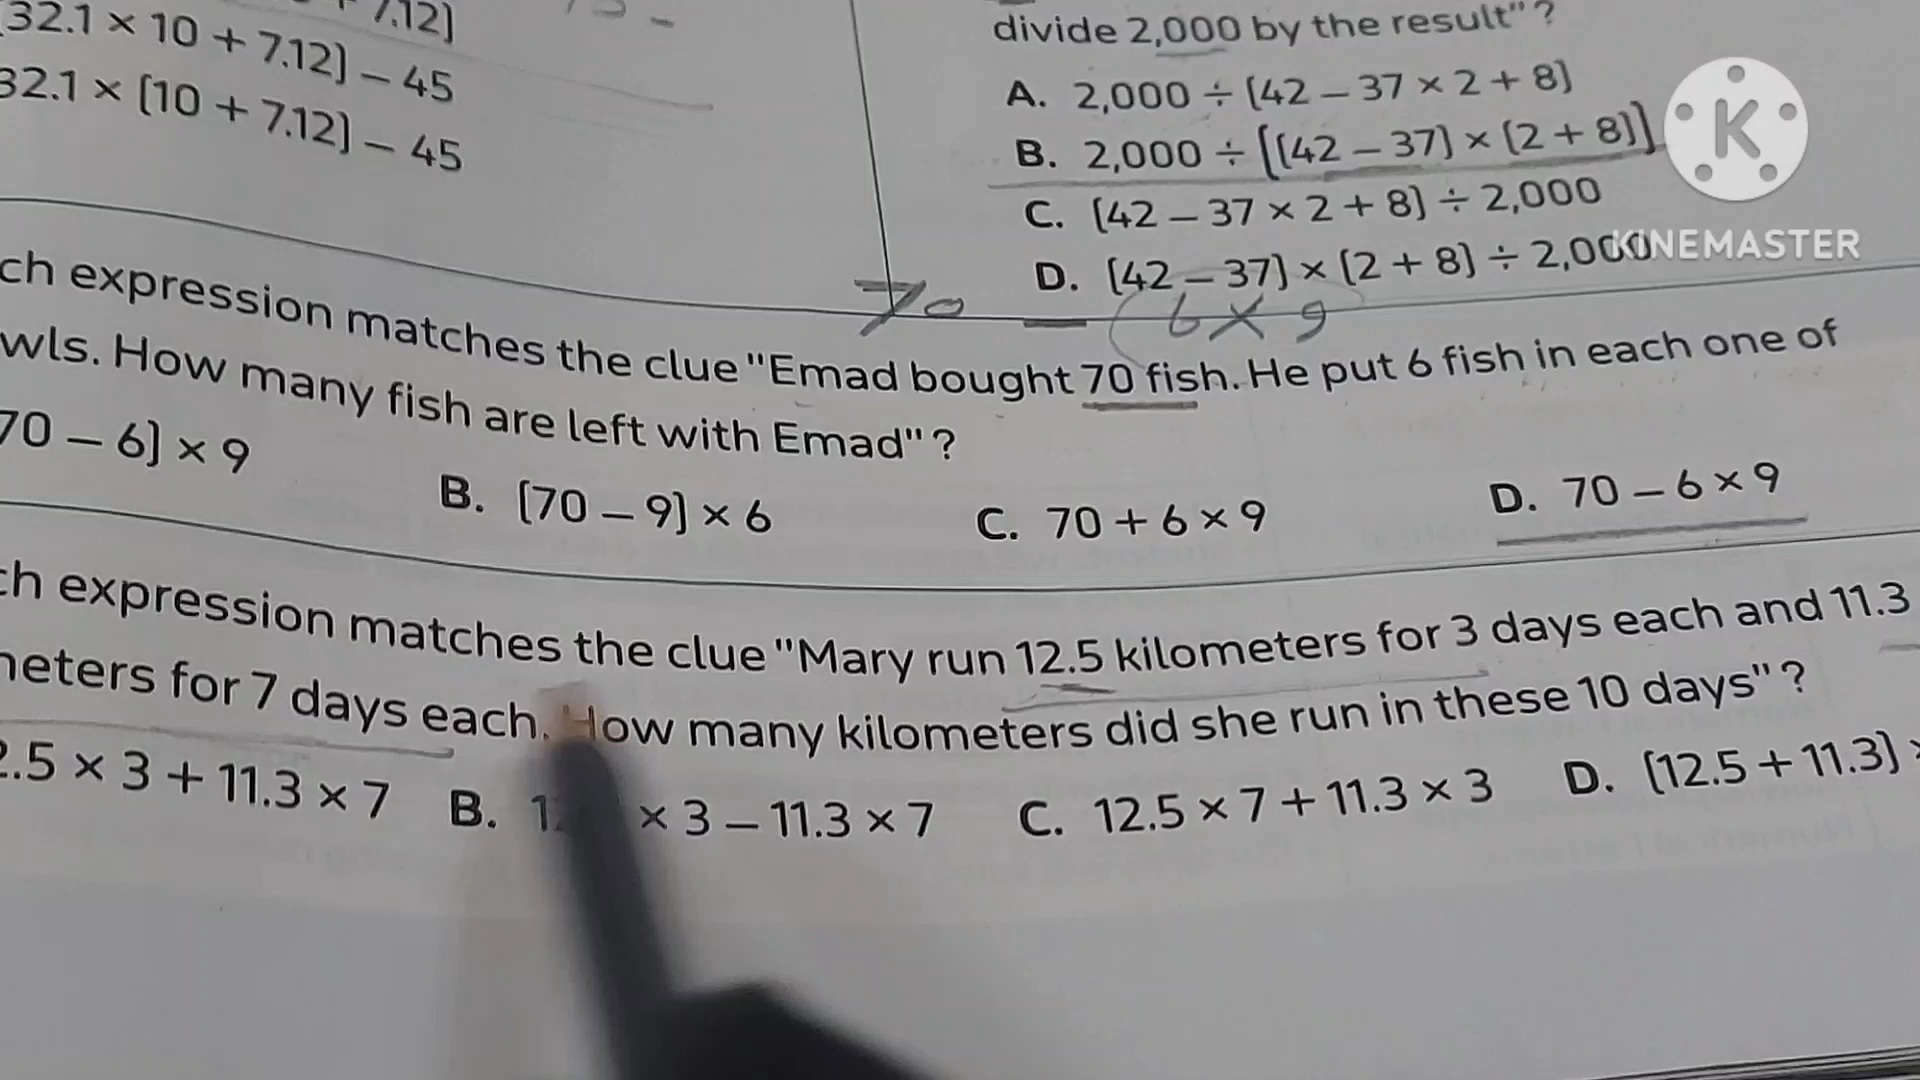 + 7.12]
32.1 × 10 + 7.12] – 45
32.1 × [10 + 7.12] – 45
divide 2,000 by the result"?
A. 2,000 ÷ [42 – 37 × 2 + 8]
B. 2,000 ÷ [[42 – 37] × [2 + 8]]
C. [42 – 37 × 2 + 8] ÷ 2,000
D. [42 – 37] × [2 + 8] ÷ 2,000
K
KINEMASTER
70 – 6 × 9
ch expression matches the clue "Emad bought 70 fish. He put 6 fish in each one of
wls. How many fish are left with Emad"?
70 – 6] × 9
B. [70 – 9] × 6
C. 70 + 6 × 9
D. 70 – 6 × 9
ch expression matches the clue "Mary run 12.5 kilometers for 3 days each and 11.3
meters for 7 days each. How many kilometers did she run in these 10 days"?
2.5 × 3 + 11.3 × 7
B. × 3 – 11.3 × 7
C. 12.5 × 7 + 11.3 × 3
D. [12.5 + 11.3] ×